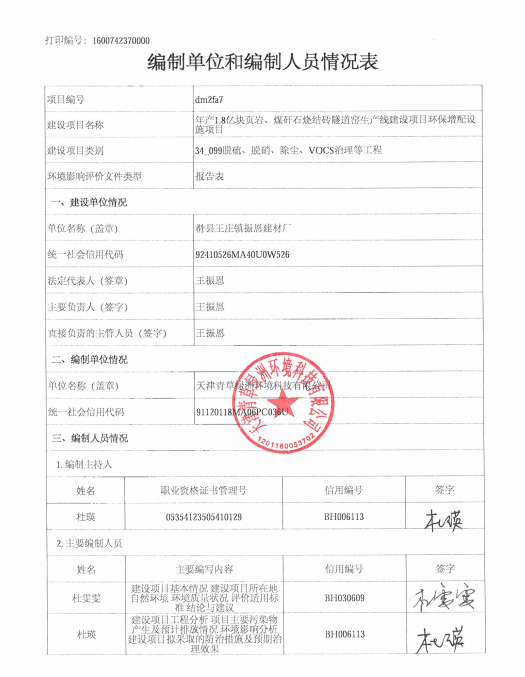 打印编号: 1600742370000
编制单位和编制人员情况表
项目编号 dm2fa7
建设项目名称 年产1.8亿块页岩、煤矸石烧结砖隧道窑生产线建设项目环保增配设
施项目
建设项目类别 34_099脱硫、脱硝、除尘、VOCS治理等工程
环境影响评价文件类型 报告表
一、建设单位情况
单位名称（盖章） 滑县王庄镇振恩建材厂
统一社会信用代码 92410526MA40U0W526
法定代表人（签章） 王振恩
主要负责人（签字） 王振恩
直接负责的主管人员（签字） 王振恩
二、编制单位情况
单位名称（盖章） 天津青草绿洲环境科技有限公司
统一社会信用代码 91120118MA06PC036U
天津青草绿洲环境科技有限公司
1201160053702
三、编制人员情况
1.编制主持人
姓名 职业资格证书管理号 信用编号 签字
杜瑛 05354123505410129 BH006113 杜瑛
2.主要编制人员
姓名 主要编写内容 信用编号 签字
杜雯雯 建设项目基本情况 建设项目所在地
自然环境 环境质量状况 评价适用标
准 结论与建议 BH030609 杜雯雯
杜瑛 建设项目工程分析 项目主要污染物
产生及预计排放情况 环境影响分析
建设项目拟采取的防治措施及预期治
理效果 BH006113 杜瑛